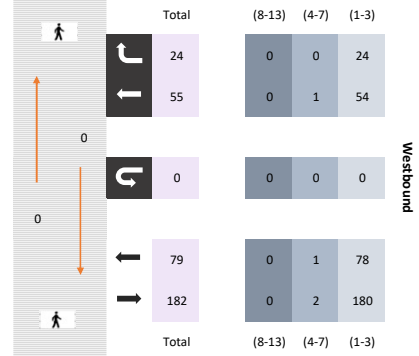 Total (8-13) (4-7) (1-3)
24 0 0 24
55 0 1 54
0
0 0 0 0
0
79 0 1 78
182 0 2 180
Total (8-13) (4-7) (1-3)
Westbound